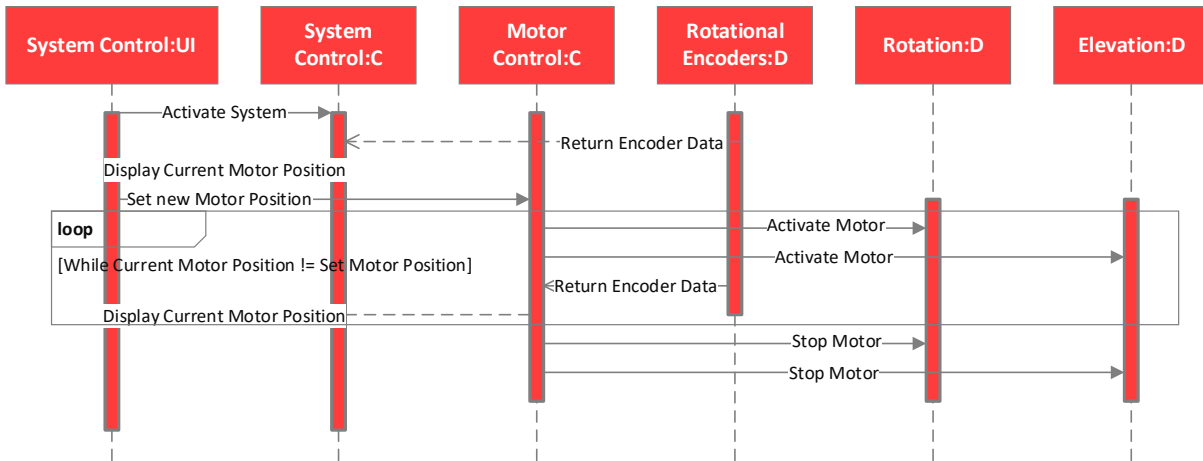 System Control:UI
System
Control:C
Motor
Control:C
Rotational
Encoders:D
Rotation:D
Elevation:D
Activate System
Return Encoder Data
Display Current Motor Position
Set new Motor Position
loop
Activate Motor
[While Current Motor Position != Set Motor Position]
Activate Motor
Return Encoder Data
Display Current Motor Position
Stop Motor
Stop Motor